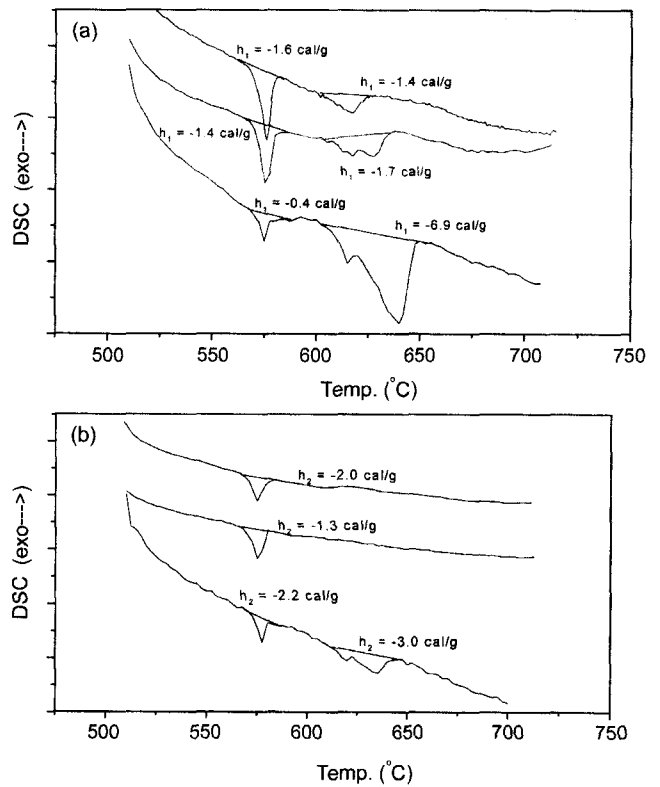 (a)
h₁ = -1.6 cal/g
h₁ = -1.4 cal/g
h₁ = -1.4 cal/g
h₁ = -1.7 cal/g
h₁ = -0.4 cal/g
h₁ = -6.9 cal/g
DSC (exo--->)
500 550 600 650 700 750
Temp. (°C)
(b)
h₂ = -2.0 cal/g
h₂ = -1.3 cal/g
h₂ = -2.2 cal/g
h₂ = -3.0 cal/g
DSC (exo--->)
500 550 600 650 700 750
Temp. (°C)